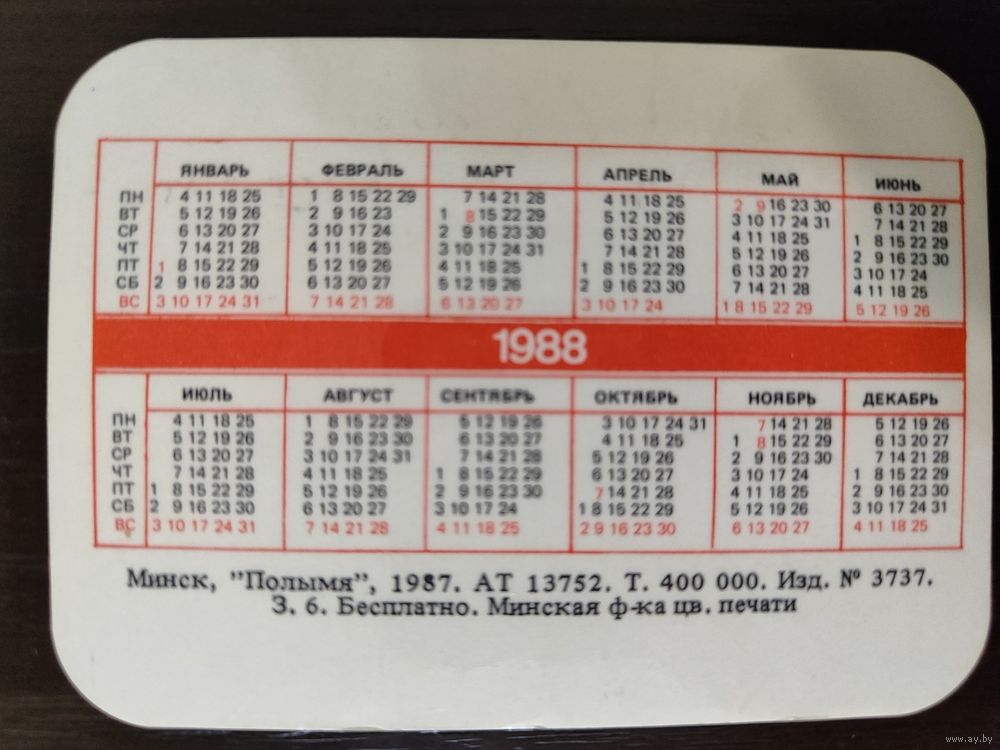 ЯНВАРЬ ФЕВРАЛЬ МАРТ АПРЕЛЬ МАЙ ИЮНЬ
ПН 4 11 18 25 1 8 15 22 29 7 14 21 28 4 11 18 25 2 9 16 23 30 6 13 20 27
ВТ 5 12 19 26 2 9 16 23 1 8 15 22 29 5 12 19 26 3 10 17 24 31 7 14 21 28
СР 6 13 20 27 3 10 17 24 2 9 16 23 30 6 13 20 27 4 11 18 25 1 8 15 22 29
ЧТ 7 14 21 28 4 11 18 25 3 10 17 24 31 7 14 21 28 5 12 19 26 2 9 16 23 30
ПТ 1 8 15 22 29 5 12 19 26 4 11 18 25 1 8 15 22 29 6 13 20 27 3 10 17 24
СБ 2 9 16 23 30 6 13 20 27 5 12 19 26 2 9 16 23 30 7 14 21 28 4 11 18 25
ВС 3 10 17 24 31 7 14 21 28 6 13 20 27 3 10 17 24 1 8 15 22 29 5 12 19 26
1988
ИЮЛЬ АВГУСТ СЕНТЯБРЬ ОКТЯБРЬ НОЯБРЬ ДЕКАБРЬ
ПН 4 11 18 25 1 8 15 22 29 5 12 19 26 3 10 17 24 31 7 14 21 28 5 12 19 26
ВТ 5 12 19 26 2 9 16 23 30 6 13 20 27 4 11 18 25 1 8 15 22 29 6 13 20 27
СР 6 13 20 27 3 10 17 24 31 7 14 21 28 5 12 19 26 2 9 16 23 30 7 14 21 28
ЧТ 7 14 21 28 4 11 18 25 1 8 15 22 29 6 13 20 27 3 10 17 24 1 8 15 22 29
ПТ 1 8 15 22 29 5 12 19 26 2 9 16 23 30 7 14 21 28 4 11 18 25 2 9 16 23 30
СБ 2 9 16 23 30 6 13 20 27 3 10 17 24 1 8 15 22 29 5 12 19 26 3 10 17 24 31
ВС 3 10 17 24 31 7 14 21 28 4 11 18 25 2 9 16 23 30 6 13 20 27 4 11 18 25
Минск, "Полымя", 1987. АТ 13752. Т. 400 000. Изд. № 3737.
З. 6. Бесплатно. Минская ф-ка цв. печати
www.ay.by